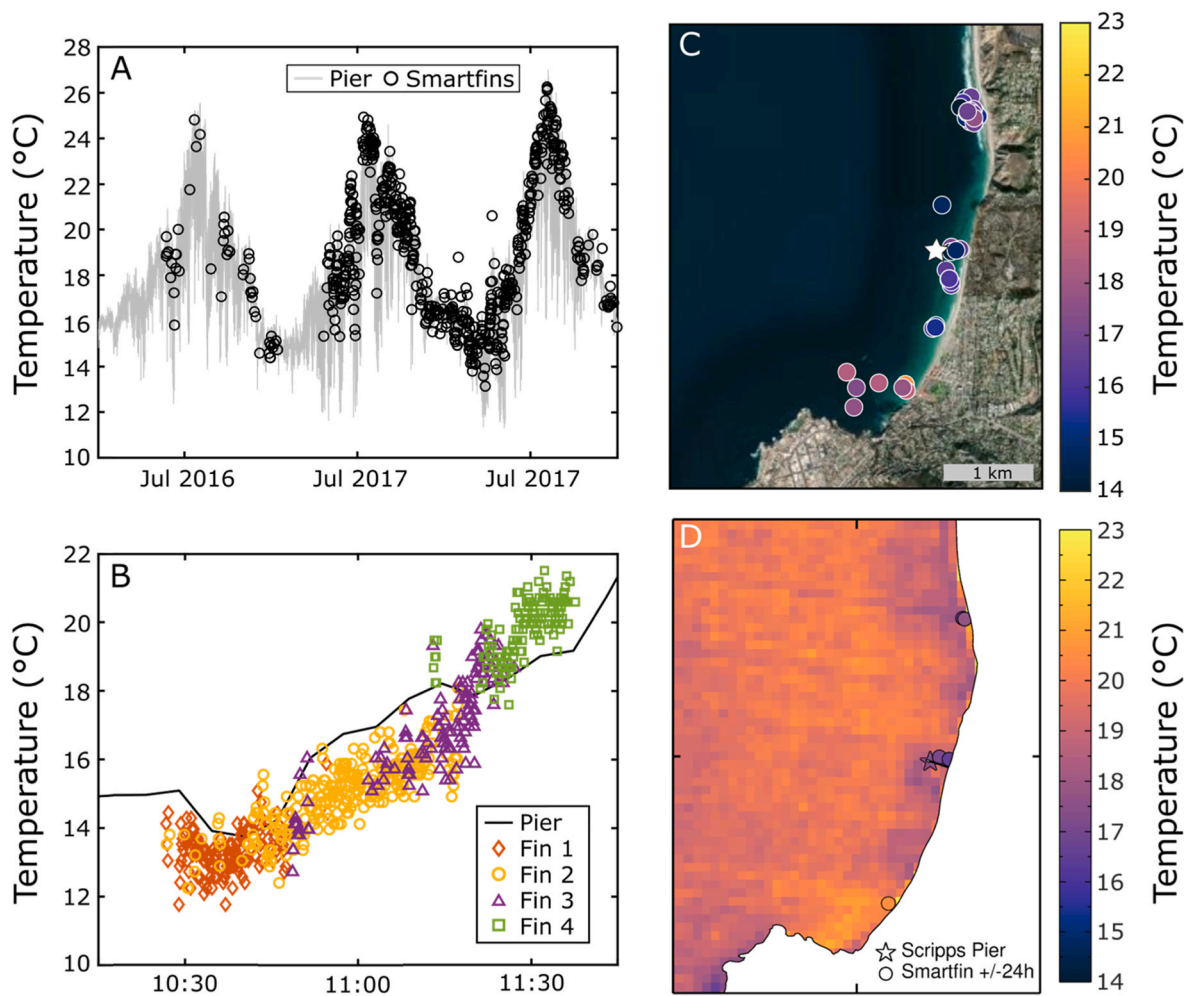 A
Temperature (°C)
28
26
24
22
20
18
16
14
12
10
Pier
Smartfins
Jul 2016
Jul 2017
Jul 2017
B
Temperature (°C)
22
20
18
16
14
12
10
Pier
Fin 1
Fin 2
Fin 3
Fin 4
10:30
11:00
11:30
C
1 km
23
22
21
20
19
18
17
16
15
14
Temperature (°C)
D
Scripps Pier
Smartfin +/-24h
23
22
21
20
19
18
17
16
15
14
Temperature (°C)